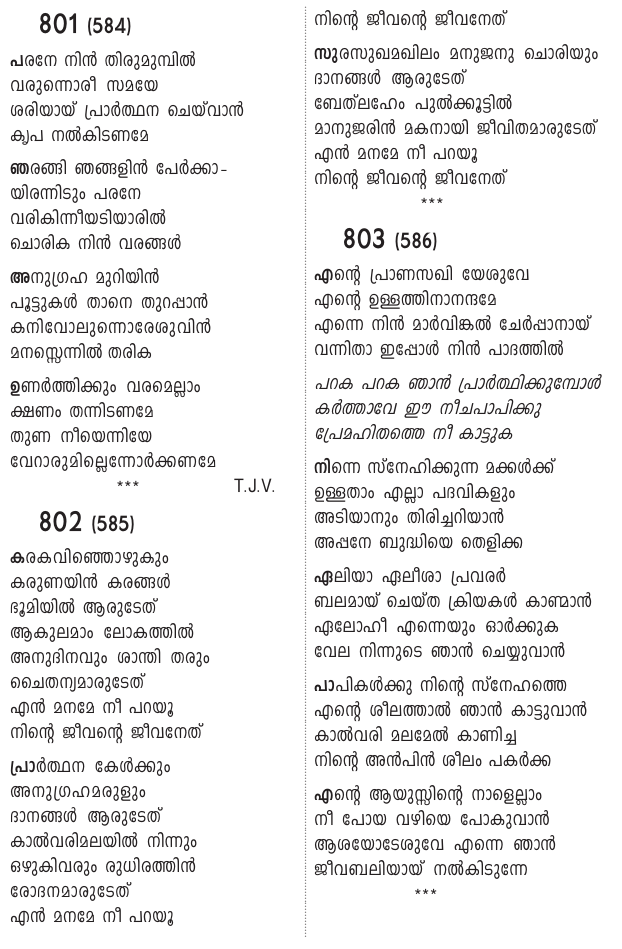 801 (584)
പരനേ നിൻ തിരുമുമ്പിൽ
വരുന്നൊരീ സമയേ
ശരിയായ് പ്രാർത്ഥന ചെയ്‌വാൻ
കൃപ നൽകിടണമേ
ഞരങ്ങി ഞങ്ങളിൻ പേർക്കാ-
യിരന്നിടും പരനേ
വരികിന്നീയടിയാരിൽ
ചൊരിക നിൻ വരങ്ങൾ
അനുഗ്രഹ മുറിയിൻ
പൂട്ടുകൾ താനെ തുറപ്പാൻ
കനിവോലുന്നൊരേശുവിൻ
മനസ്സെന്നിൽ തരിക
ഉണർത്തിക്കും വരമെല്ലാം
ക്ഷണം തന്നിടണമേ
തുണ നീയെന്നിയേ
വേറാരുമില്ലെന്നോർക്കണമേ
*** T.J.V.
802 (585)
കരകവിഞ്ഞൊഴുകും
കരുണയിൻ കരങ്ങൾ
ഭൂമിയിൽ ആരുടേത്
ആകുലമാം ലോകത്തിൽ
അനുദിനവും ശാന്തി തരും
ചൈതന്യമാരുടേത്
എൻ മനമേ നീ പറയൂ
നിന്റെ ജീവന്റെ ജീവനേത്
പ്രാർത്ഥന കേൾക്കും
അനുഗ്രഹമരുളും
ദാനങ്ങൾ ആരുടേത്
കാൽവരിമലയിൽ നിന്നും
ഒഴുകിവരും രുധിരത്തിൻ
രോദനമാരുടേത്
എൻ മനമേ നീ പറയൂ
നിന്റെ ജീവന്റെ ജീവനേത്
സുരസുഖമഖിലം മനുജനു ചൊരിയും
ദാനങ്ങൾ ആരുടേത്
ബേത്‌ലഹേം പുൽക്കൂട്ടിൽ
മാനുജരിൻ മകനായി ജീവിതമാരുടേത്
എൻ മനമേ നീ പറയൂ
നിന്റെ ജീവന്റെ ജീവനേത്
***
803 (586)
എന്റെ പ്രാണസഖി യേശുവേ
എന്റെ ഉള്ളത്തിനാനന്ദമേ
എന്നെ നിൻ മാർവിങ്കൽ ചേർപ്പാനായ്
വന്നിതാ ഇപ്പോൾ നിൻ പാദത്തിൽ
പറക പറക ഞാൻ പ്രാർത്ഥിക്കുമ്പോൾ
കർത്താവേ ഈ നീചപാപിക്കു
പ്രേമഹിതത്തെ നീ കാട്ടുക
നിന്നെ സ്നേഹിക്കുന്ന മക്കൾക്ക്
ഉള്ളതാം എല്ലാ പദവികളും
അടിയാനും തിരിച്ചറിയാൻ
അപ്പനേ ബുദ്ധിയെ തെളിക്ക
ഏലിയാ ഏലീശാ പ്രവരർ
ബലമായ് ചെയ്ത ക്രിയകൾ കാണ്മാൻ
ഏലോഹീ എന്നെയും ഓർക്കുക
വേല നിന്നുടെ ഞാൻ ചെയ്യുവാൻ
പാപികൾക്കു നിന്റെ സ്നേഹത്തെ
എന്റെ ശീലത്താൽ ഞാൻ കാട്ടുവാൻ
കാൽവരി മലമേൽ കാണിച്ച
നിന്റെ അൻപിൻ ശീലം പകർക്ക
എന്റെ ആയുസ്സിന്റെ നാളെല്ലാം
നീ പോയ വഴിയെ പോകുവാൻ
ആശയോടേശുവേ എന്നെ ഞാൻ
ജീവബലിയായ് നൽകിടുന്നേ
***